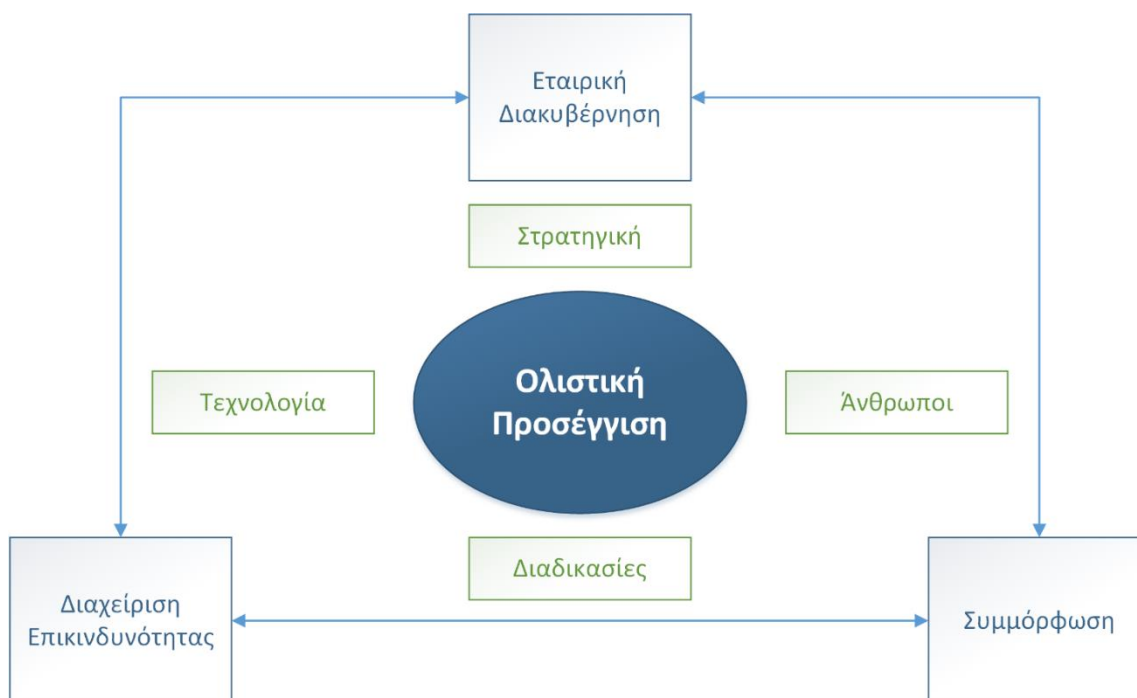 Εταιρική
Διακυβέρνηση
Στρατηγική
Τεχνολογία
Ολιστική
Προσέγγιση
Άνθρωποι
Διαδικασίες
Διαχείριση
Επικινδυνότητας
Συμμόρφωση